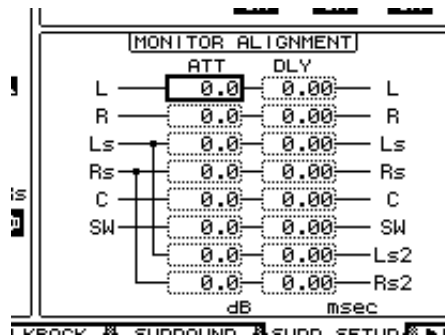 MONITOR ALIGNMENT
ATT DLY
L 0.0 0.00 L
R 0.0 0.00 R
Ls 0.0 0.00 Ls
Rs 0.0 0.00 Rs
C 0.0 0.00 C
SW 0.0 0.00 SW
0.0 0.00 Ls2
0.0 0.00 Rs2
dB msec
SURROUND SURR SETUP